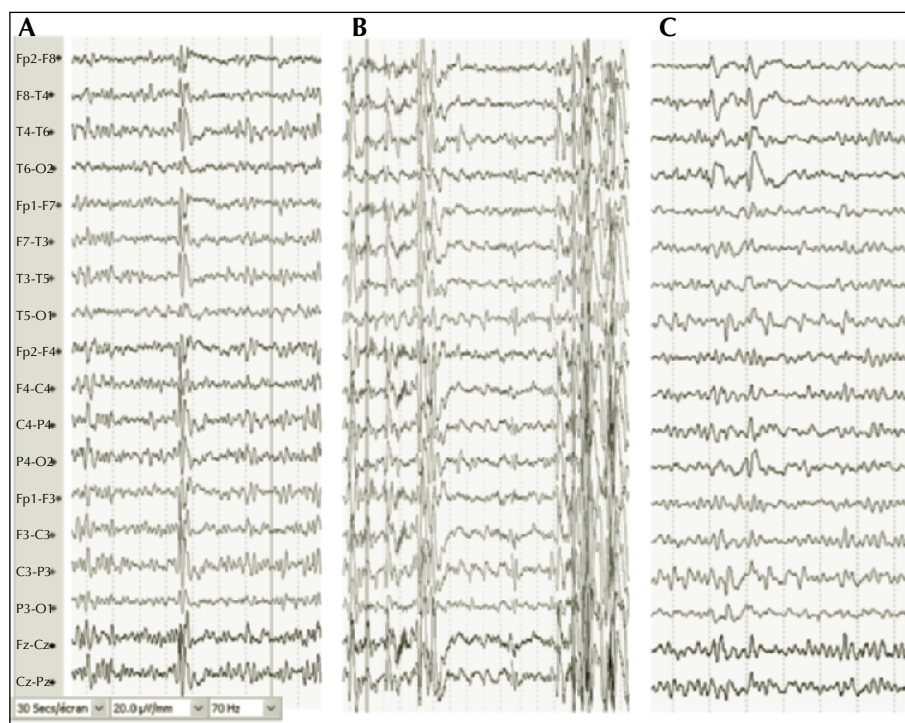 A B C
Fp2-F8
F8-T4
T4-T6
T6-O2
Fp1-F7
F7-T3
T3-T5
T5-O1
Fp2-F4
F4-C4
C4-P4
P4-O2
Fp1-F3
F3-C3
C3-P3
P3-O1
Fz-Cz
Cz-Pz
30 Secs/écran 20.0 µV/mm 70 Hz